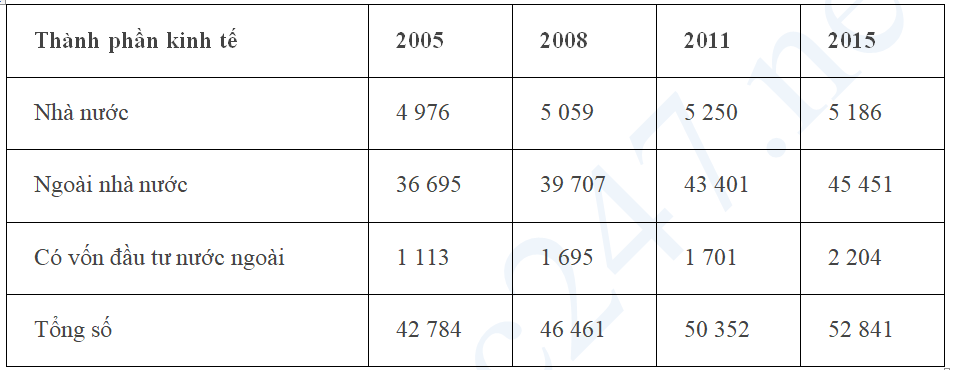 Thành phần kinh tế 2005 2008 2011 2015
Nhà nước 4 976 5 059 5 250 5 186
Ngoài nhà nước 36 695 39 707 43 401 45 451
Có vốn đầu tư nước ngoài 1 113 1 695 1 701 2 204
Tổng số 42 784 46 461 50 352 52 841
c247.ne